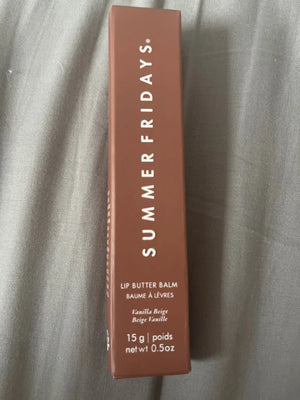 SUMMER FRIDAYS®
LIP BUTTER BALM
BAUME À LÈVRES
Vanilla Beige
Beige Vanille
15 g | poids
net wt 0.5oz